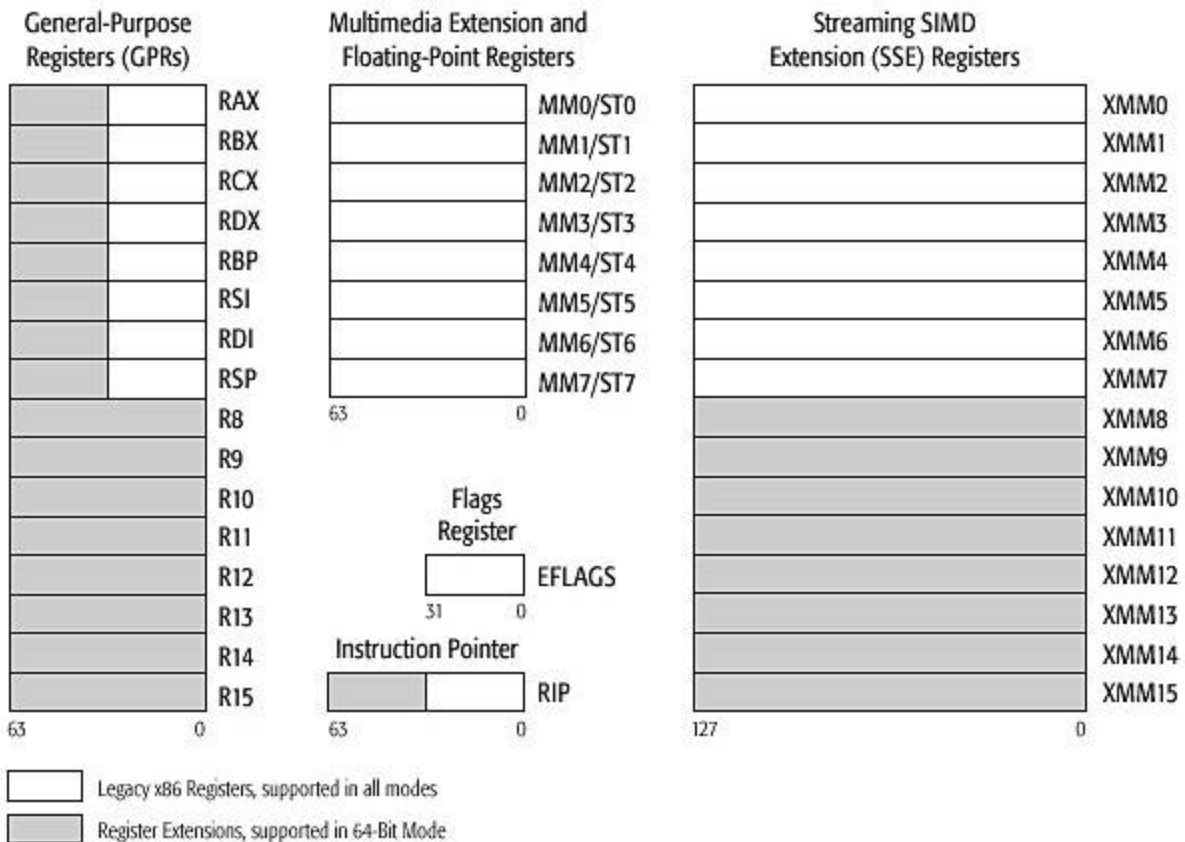 General-Purpose
Registers (GPRs)
RAX
RBX
RCX
RDX
RBP
RSI
RDI
RSP
R8
R9
R10
R11
R12
R13
R14
R15
63 0
Multimedia Extension and
Floating-Point Registers
MM0/ST0
MM1/ST1
MM2/ST2
MM3/ST3
MM4/ST4
MM5/ST5
MM6/ST6
MM7/ST7
63 0
Flags
Register
EFLAGS
31 0
Instruction Pointer
RIP
63 0
Streaming SIMD
Extension (SSE) Registers
XMM0
XMM1
XMM2
XMM3
XMM4
XMM5
XMM6
XMM7
XMM8
XMM9
XMM10
XMM11
XMM12
XMM13
XMM14
XMM15
127 0
Legacy x86 Registers, supported in all modes
Register Extensions, supported in 64-Bit Mode